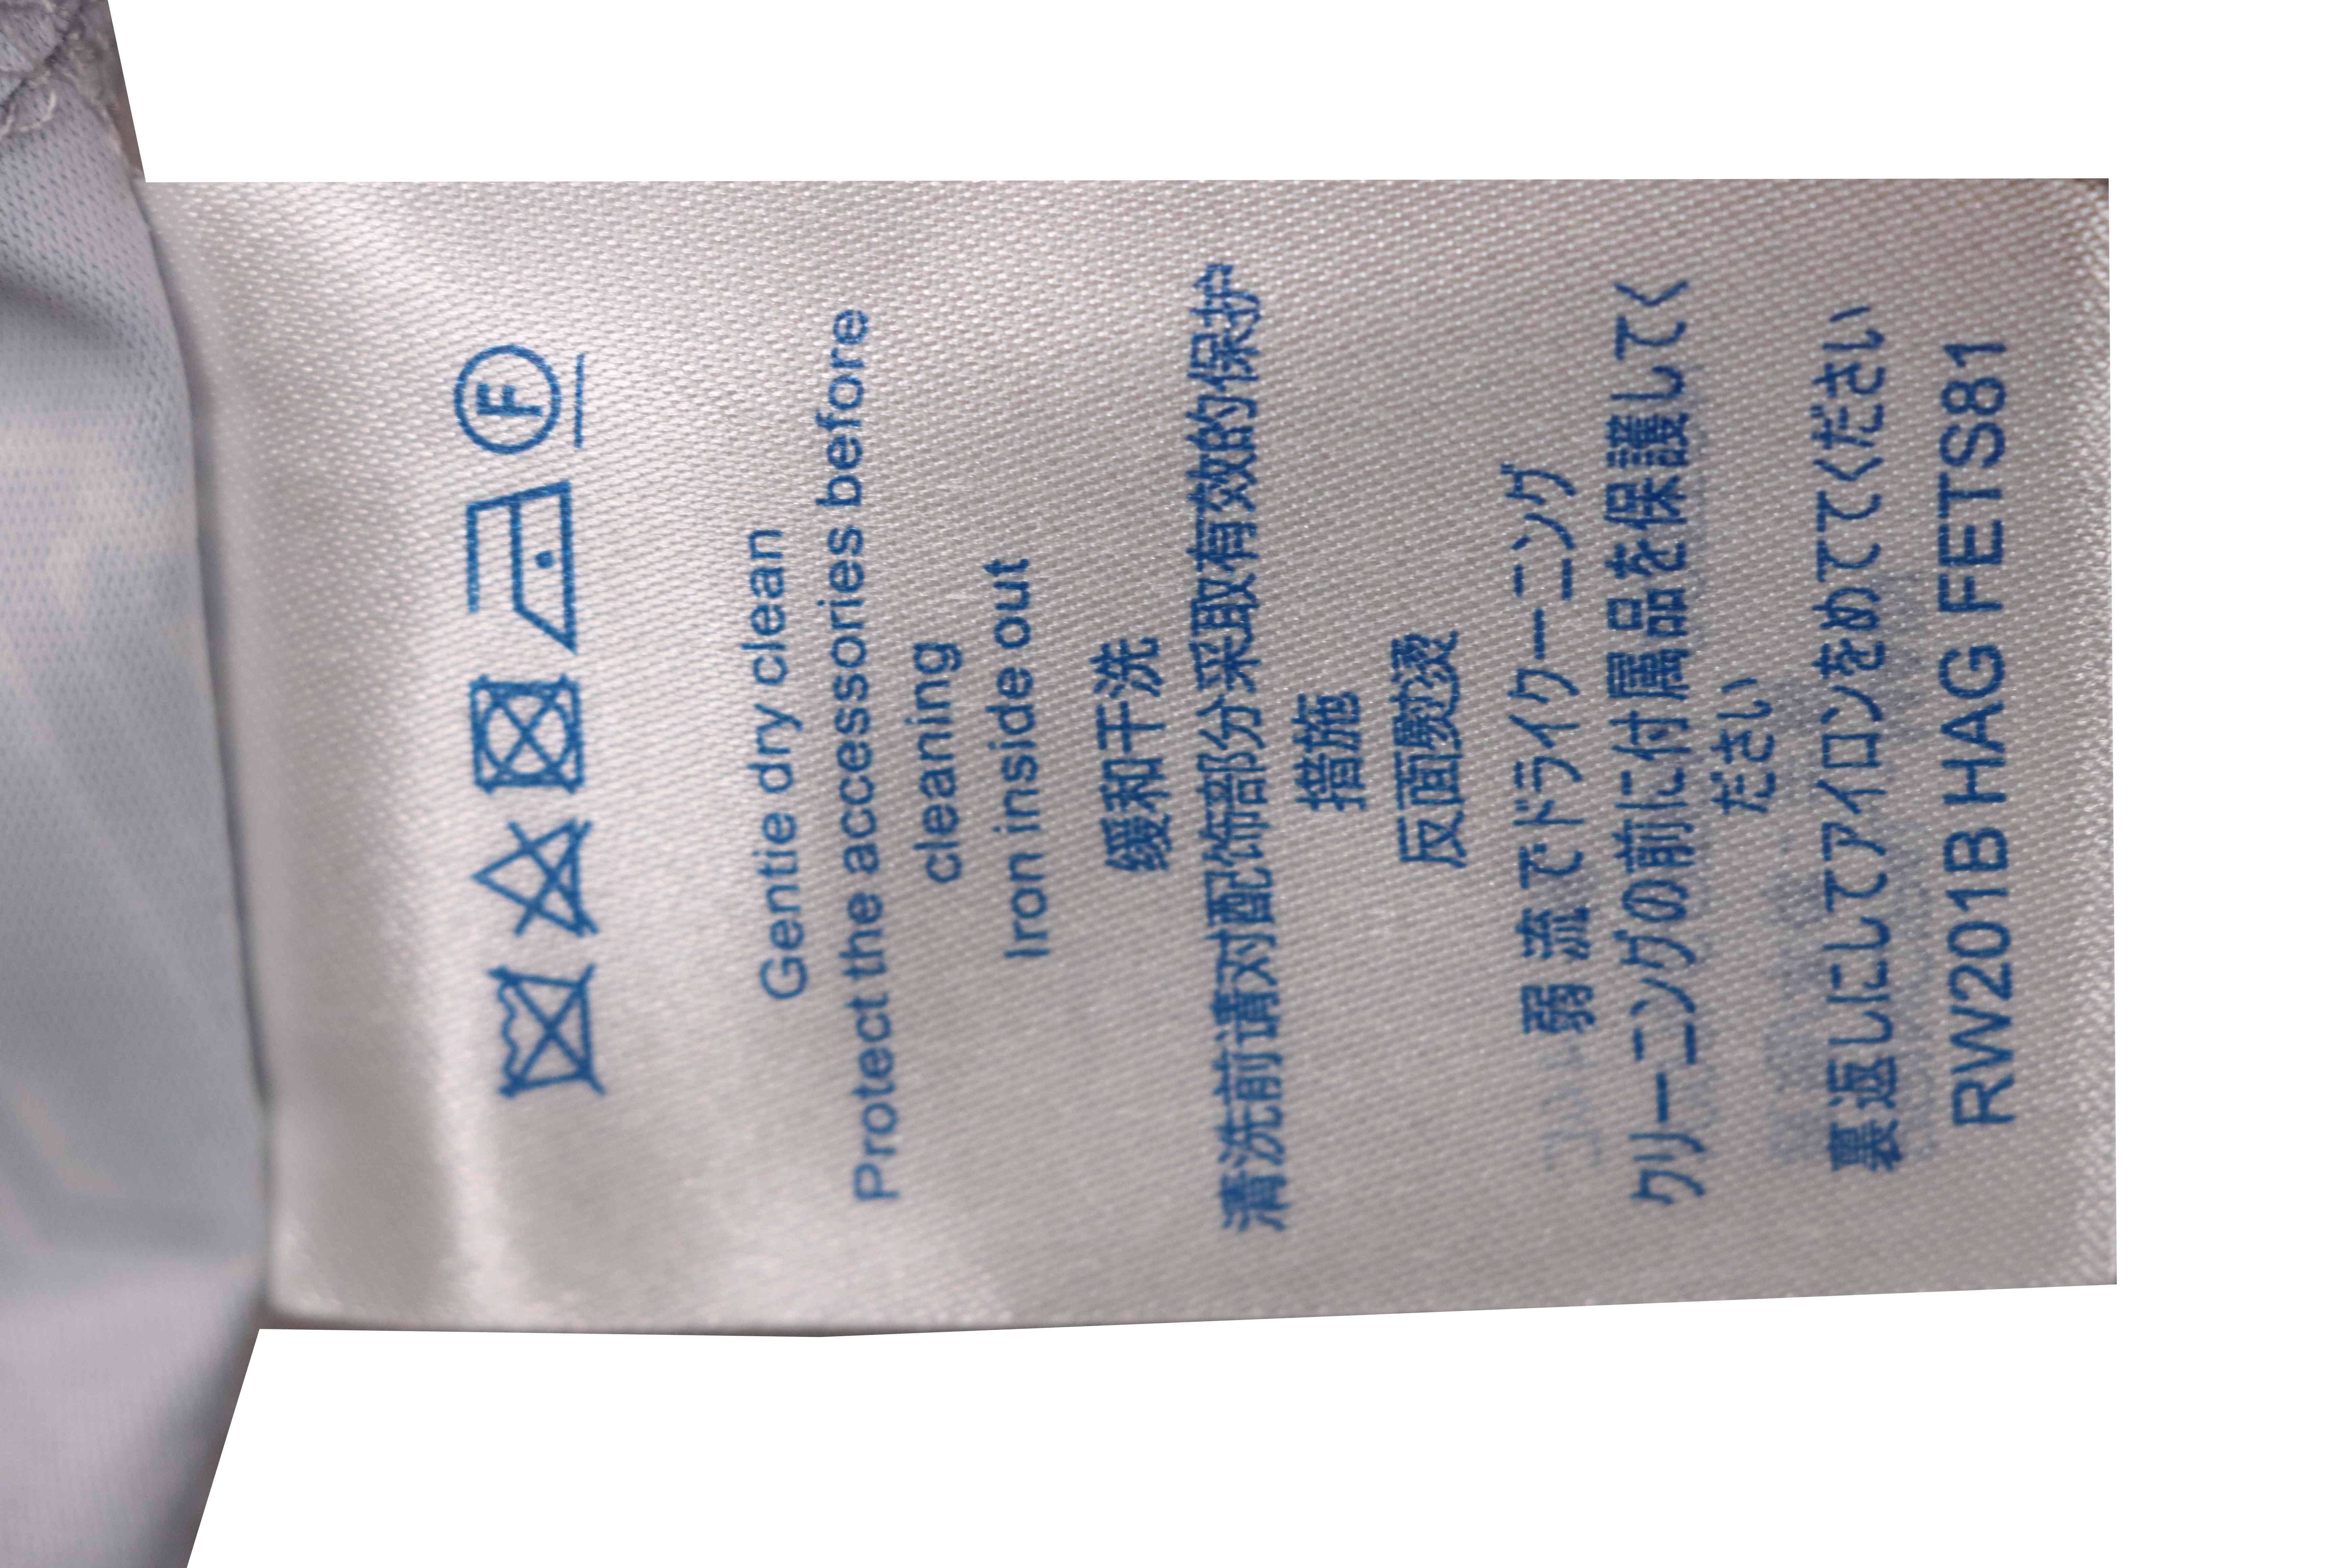 F
Gentie dry clean
Protect the accessories before
cleaning
Iron inside out
缓和干洗
清洗前请对配饰部分采取有效的保护
措施
反面熨烫
弱 流 でドライクーニング
クリーニングの前に付属品を保護してく
ださい
裏返しにしてアイロンをめててください
RW201B HAG FETS81